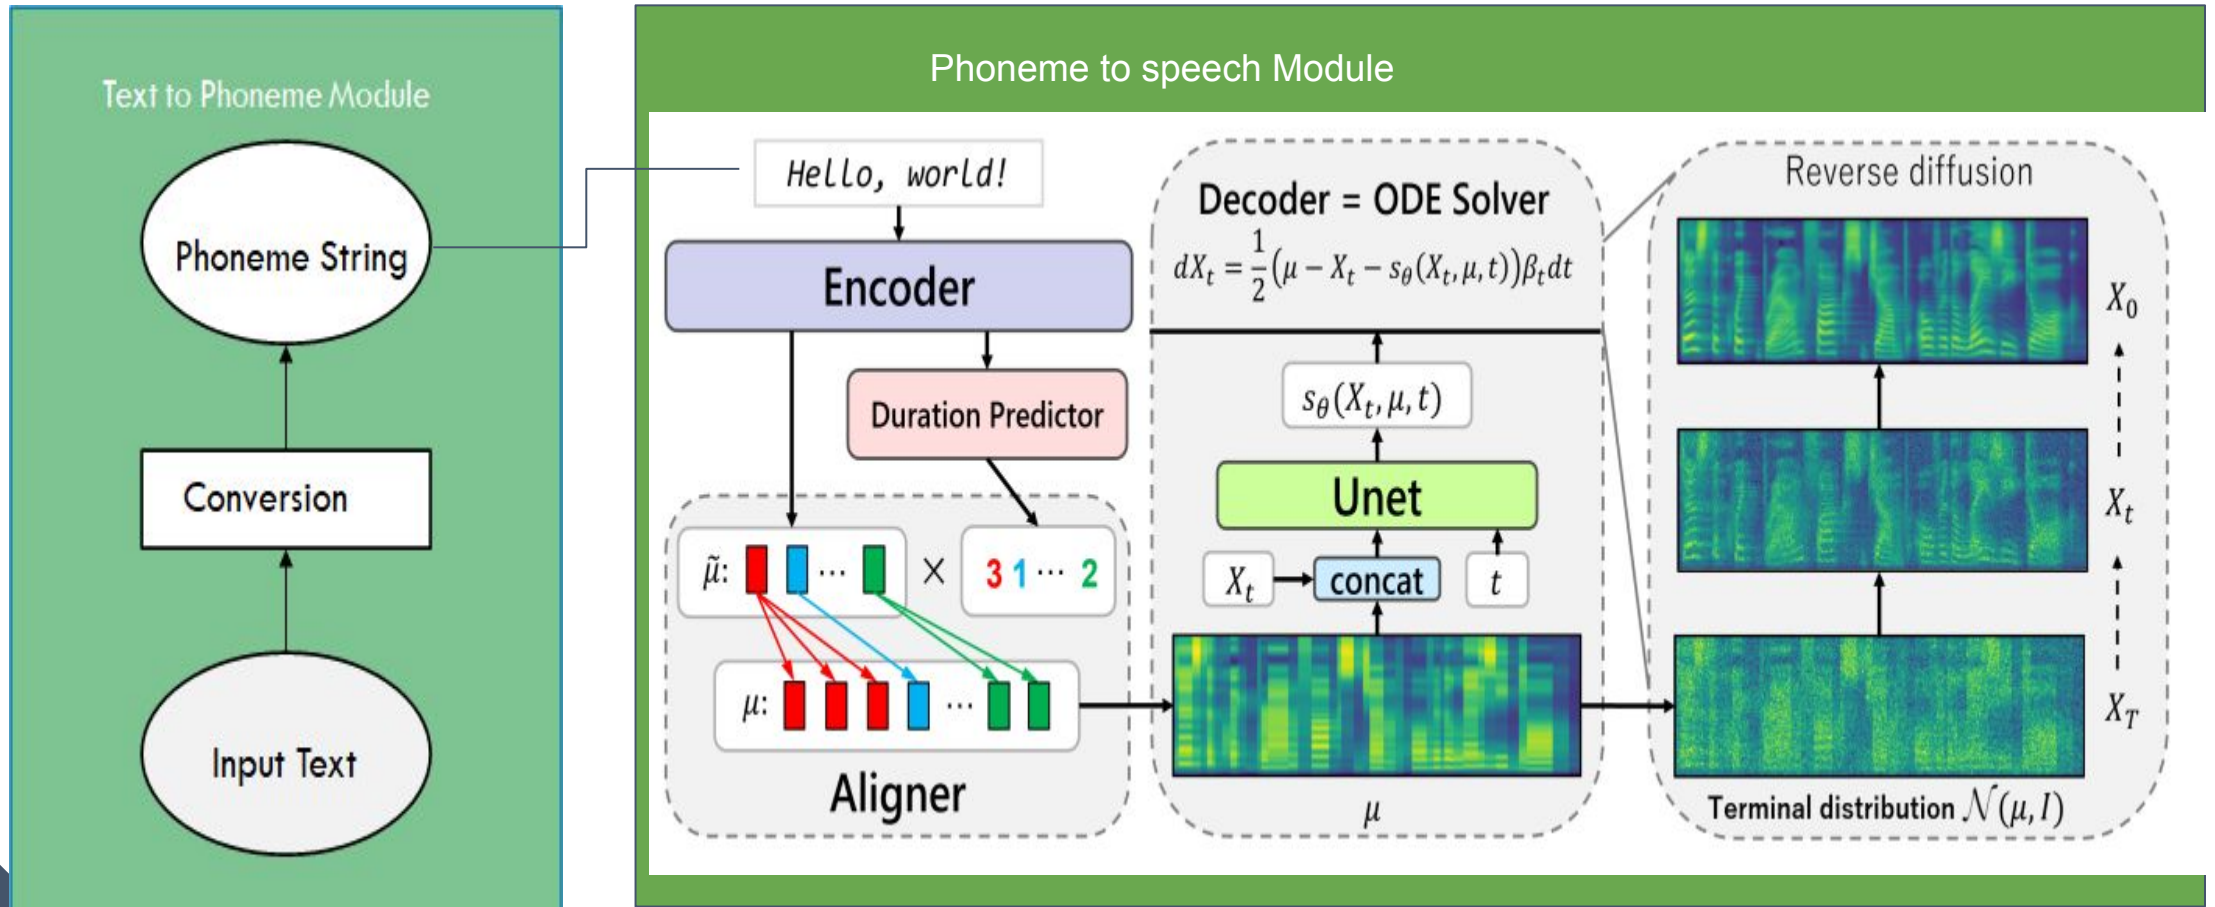 Text to Phoneme Module
Phoneme String
Conversion
Input Text
Phoneme to speech Module
Hello, world!
Encoder
Duration Predictor
μ̃: ... × 3 1 ... 2
μ: ...
Aligner
Decoder = ODE Solver
dX_t = 1/2 (μ − X_t − s_θ(X_t, μ, t))β_t dt
s_θ(X_t, μ, t)
Unet
X_t concat t
μ
Reverse diffusion
X_0
X_t
X_T
Terminal distribution 𝒩(μ, I)